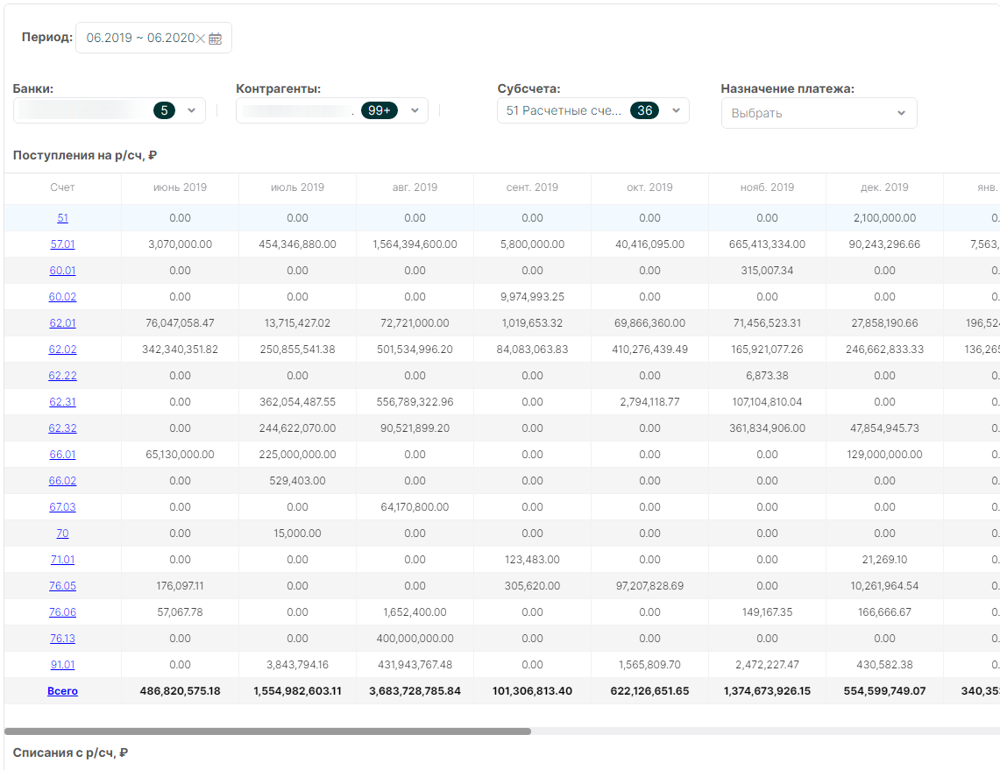 Период: 06.2019 ~ 06.2020
Банки: Контрагенты: Субсчета: Назначение платежа:
5 . 99+ 51 Расчетные сче... 36 Выбрать
Поступления на р/сч, ₽
Счет июнь 2019 июль 2019 авг. 2019 сент. 2019 окт. 2019 нояб. 2019 дек. 2019 янв.
51 0.00 0.00 0.00 0.00 0.00 0.00 2,100,000.00 0.
57.01 3,070,000.00 454,346,880.00 1,564,394,600.00 5,800,000.00 40,416,095.00 665,413,334.00 90,243,296.66 7,563,
60.01 0.00 0.00 0.00 0.00 0.00 315,007.34 0.00 0.
60.02 0.00 0.00 0.00 9,974,993.25 0.00 0.00 0.00 0.
62.01 76,047,058.47 13,715,427.02 72,721,000.00 1,019,653.32 69,866,360.00 71,456,523.31 27,858,190.66 196,524
62.02 342,340,351.82 250,855,541.38 501,534,996.20 84,083,063.83 410,276,439.49 165,921,077.26 246,662,833.33 136,265
62.22 0.00 0.00 0.00 0.00 0.00 6,873.38 0.00 0.
62.31 0.00 362,054,487.55 556,789,322.96 0.00 2,794,118.77 107,104,810.04 0.00 0.
62.32 0.00 244,622,070.00 90,521,899.20 0.00 0.00 361,834,906.00 47,854,945.73 0.
66.01 65,130,000.00 225,000,000.00 0.00 0.00 0.00 0.00 129,000,000.00 0.
66.02 0.00 529,403.00 0.00 0.00 0.00 0.00 0.00 0.
67.03 0.00 0.00 64,170,800.00 0.00 0.00 0.00 0.00 0.
70 0.00 15,000.00 0.00 0.00 0.00 0.00 0.00 0.
71.01 0.00 0.00 0.00 123,483.00 0.00 0.00 21,269.10 0.
76.05 176,097.11 0.00 0.00 305,620.00 97,207,828.69 0.00 10,261,964.54 0.
76.06 57,067.78 0.00 1,652,400.00 0.00 0.00 149,167.35 166,666.67 0.
76.13 0.00 0.00 400,000,000.00 0.00 0.00 0.00 0.00 0.
91.01 0.00 3,843,794.16 431,943,767.48 0.00 1,565,809.70 2,472,227.47 430,582.38 0.
Всего 486,820,575.18 1,554,982,603.11 3,683,728,785.84 101,306,813.40 622,126,651.65 1,374,673,926.15 554,599,749.07 340,353
Списания с р/сч, ₽